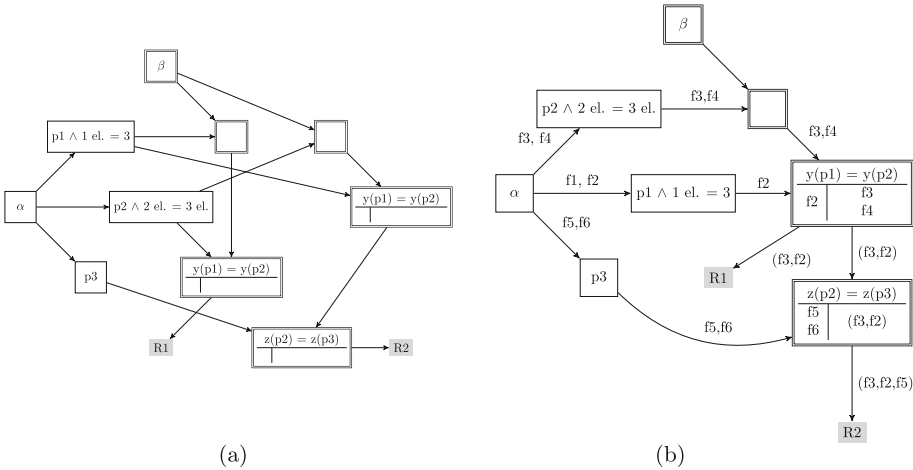 β
p1 ∧ 1 el. = 3
α
p2 ∧ 2 el. = 3 el.
y(p1) = y(p2)
y(p1) = y(p2)
p3
z(p2) = z(p3)
R1
R2
(a)
β
p2 ∧ 2 el. = 3 el.
f3,f4
f3, f4
f3,f4
α
f1, f2
p1 ∧ 1 el. = 3
f2
y(p1) = y(p2)
f2
f3
f4
f5,f6
(f3,f2)
(f3,f2)
p3
R1
z(p2) = z(p3)
f5
f6
(f3,f2)
f5,f6
(f3,f2,f5)
R2
(b)